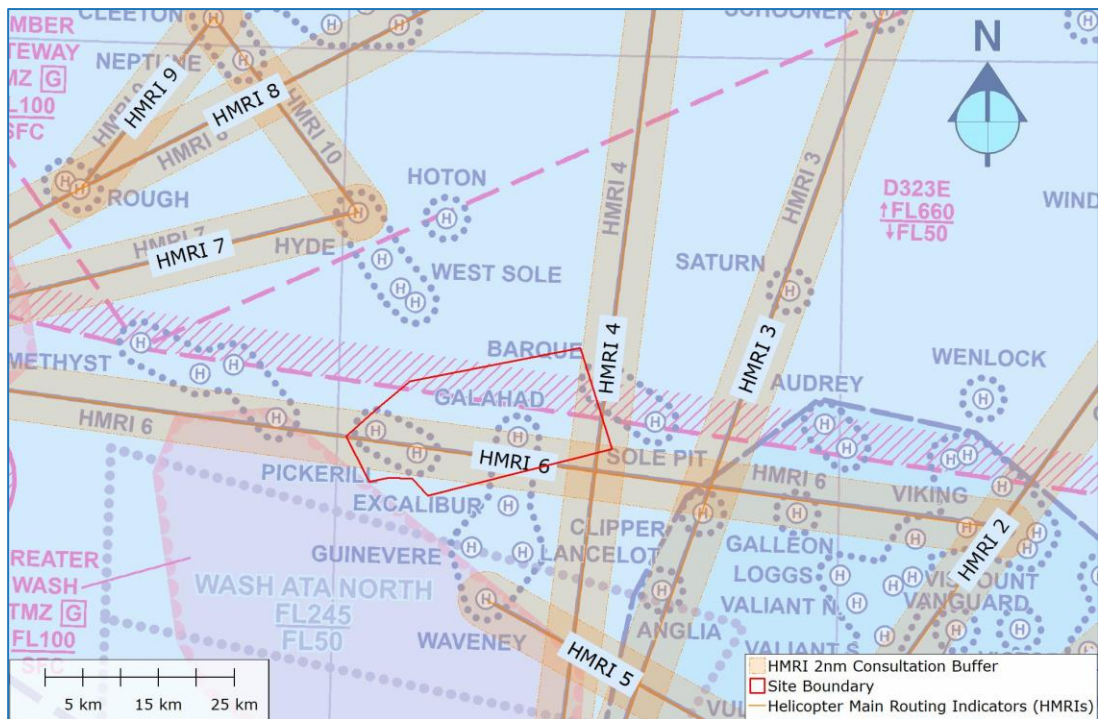 CLEETON
SCHOONER
MBER
TEWAY
MZ G
FL100
SFC
NEPTUNE
N
HMRI 9
HMRI 8
HMRI 8
HMRI 10
HMRI 4
HMRI 3
ROUGH
HOTON
D323E
↑FL660
↓FL50
WIND
HMRI 7
HMRI 7
HYDE
WEST SOLE
SATURN
BARQUE
HMRI 4
HMRI 3
WENLOCK
METHYST
GALAHAD
AUDREY
HMRI 6
HMRI 6
SOLE PIT
HMRI 6
PICKERILL
EXCALIBUR
VIKING
CLIPPER
HMRI 2
GUINEVERE
LANCELOT
GALLEON
REATER
WASH
TMZ G
FL100
SFC
WASH ATA NORTH
FL245
FL50
LOGGS
VISCOUNT
VALIANT N.
VANGUARD
WAVENEY
ANGLIA
VALIANT S
HMRI 5
VUL
5 km 15 km 25 km
HMRI 2nm Consultation Buffer
Site Boundary
Helicopter Main Routing Indicators (HMRIs)